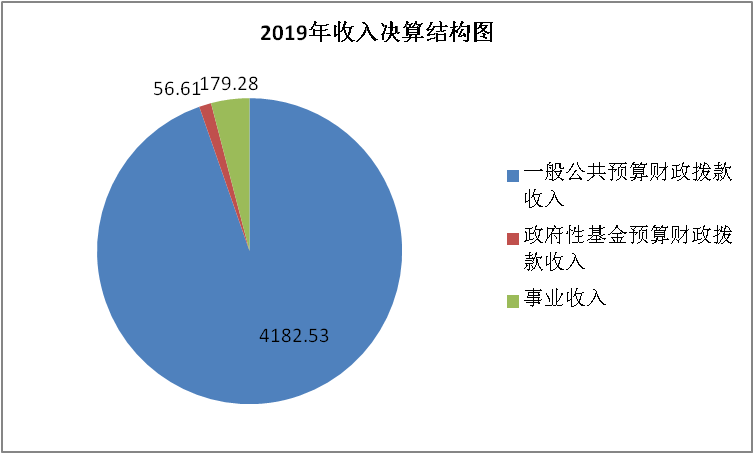 2019年收入决算结构图
56.61
179.28
4182.53
一般公共预算财政拨款
收入
政府性基金预算财政拨
款收入
事业收入